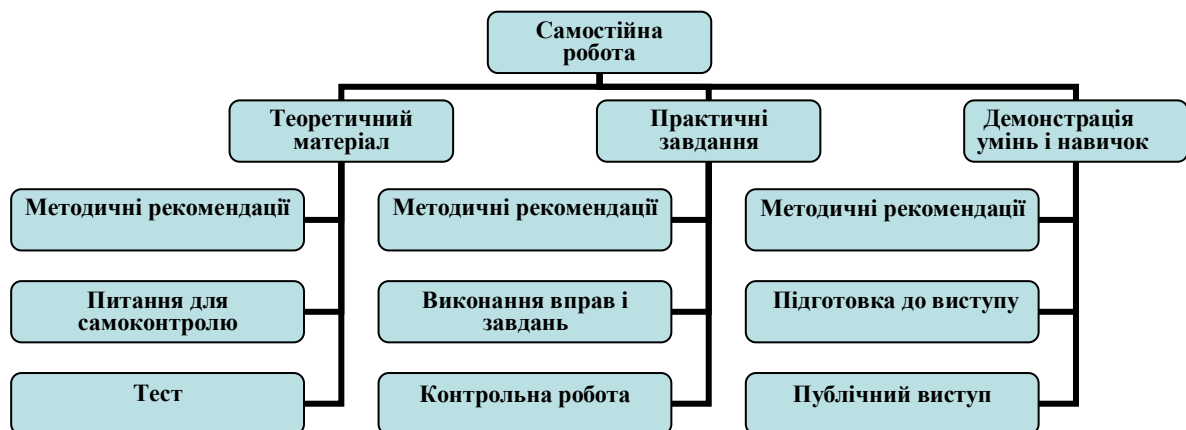 Самостійна
робота
Теоретичний
матеріал
Практичні
завдання
Демонстрація
умінь і навичок
Методичні рекомендації
Методичні рекомендації
Методичні рекомендації
Питання для
самоконтролю
Виконання вправ і
завдань
Підготовка до виступу
Тест
Контрольна робота
Публічний виступ